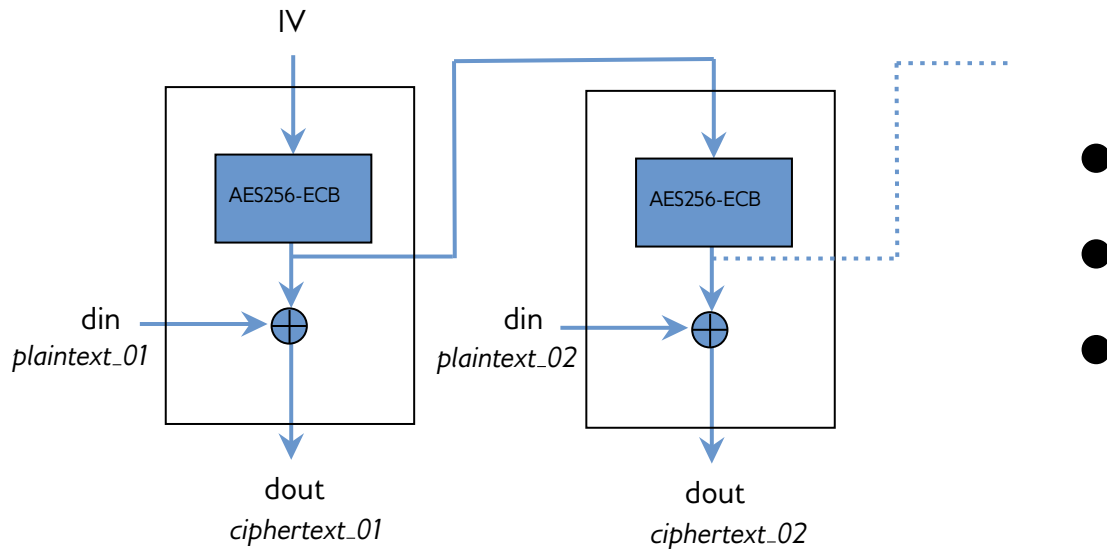 IV
AES256-ECB
AES256-ECB
din
plaintext_01
din
plaintext_02
dout
ciphertext_01
dout
ciphertext_02